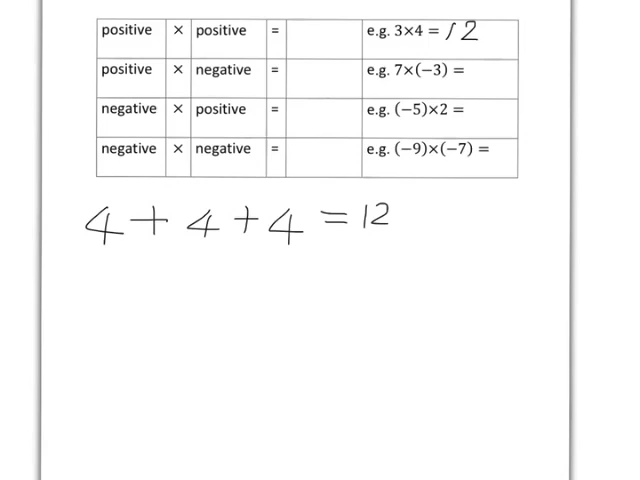 positive × positive = e.g. 3×4 = 12
positive × negative = e.g. 7×(−3) =
negative × positive = e.g. (−5)×2 =
negative × negative = e.g. (−9)×(−7) =
4 + 4 + 4 = 12